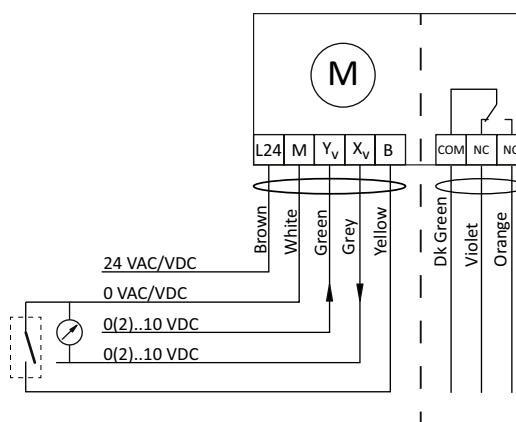 M
L24 M Yv Xv B
COM NC
Brown
White
Green
Grey
Yellow
Dk Green
Violet
Orange
24 VAC/VDC
0 VAC/VDC
0(2)..10 VDC
0(2)..10 VDC